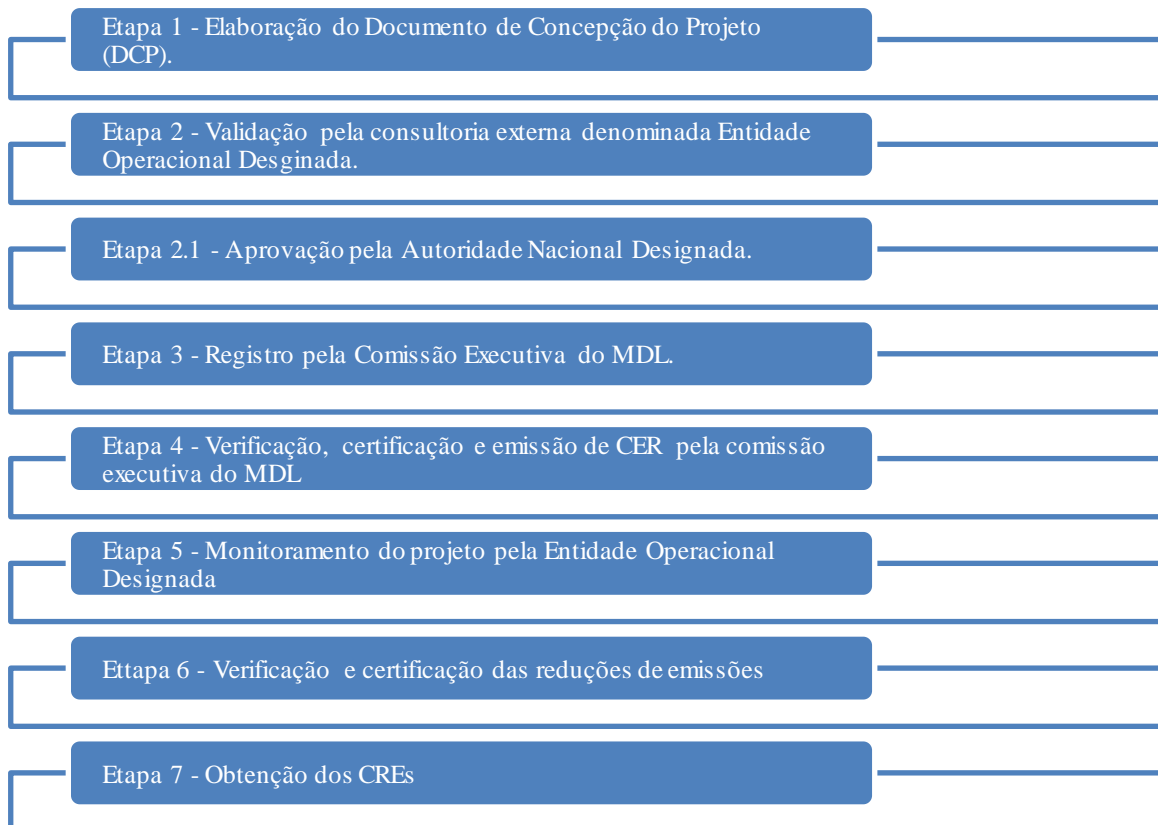 Etapa 1 - Elaboração do Documento de Concepção do Projeto
(DCP).
Etapa 2 - Validação pela consultoria externa denominada Entidade
Operacional Desginada.
Etapa 2.1 - Aprovação pela Autoridade Nacional Designada.
Etapa 3 - Registro pela Comissão Executiva do MDL.
Etapa 4 - Verificação, certificação e emissão de CER pela comissão
executiva do MDL
Etapa 5 - Monitoramento do projeto pela Entidade Operacional
Designada
Ettapa 6 - Verificação e certificação das reduções de emissões
Etapa 7 - Obtenção dos CREs